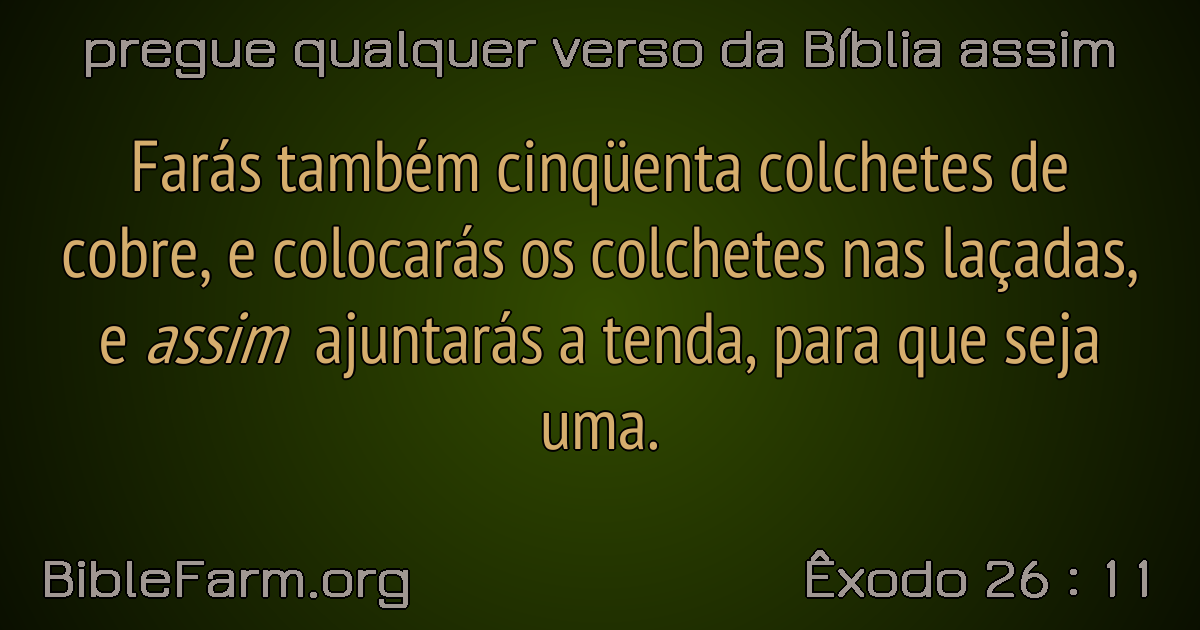 pregue qualquer verso da Bíblia assim
Farás também cinqüenta colchetes de
cobre, e colocarás os colchetes nas laçadas,
e assim ajuntarás a tenda, para que seja
uma.
BibleFarm.org
Êxodo 26 : 11